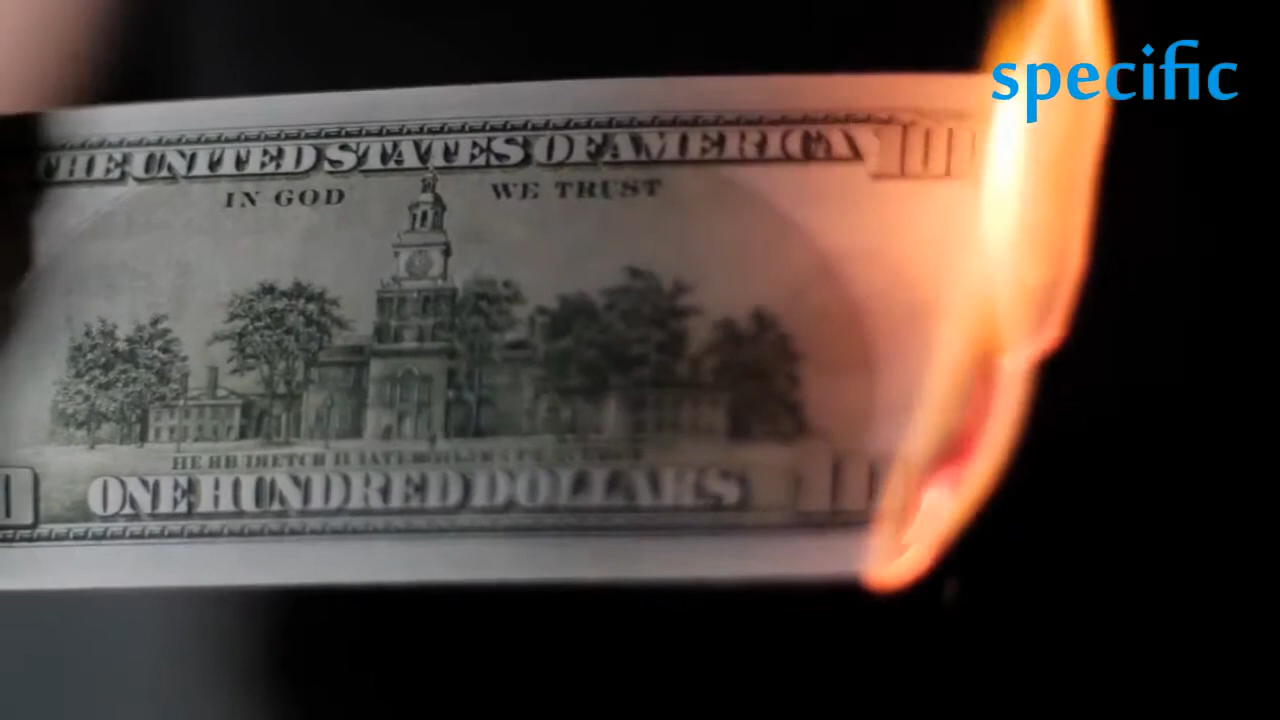 specific
THE UNITED STATES OF AMERICA
IN GOD WE TRUST
ONE HUNDRED DOLLARS